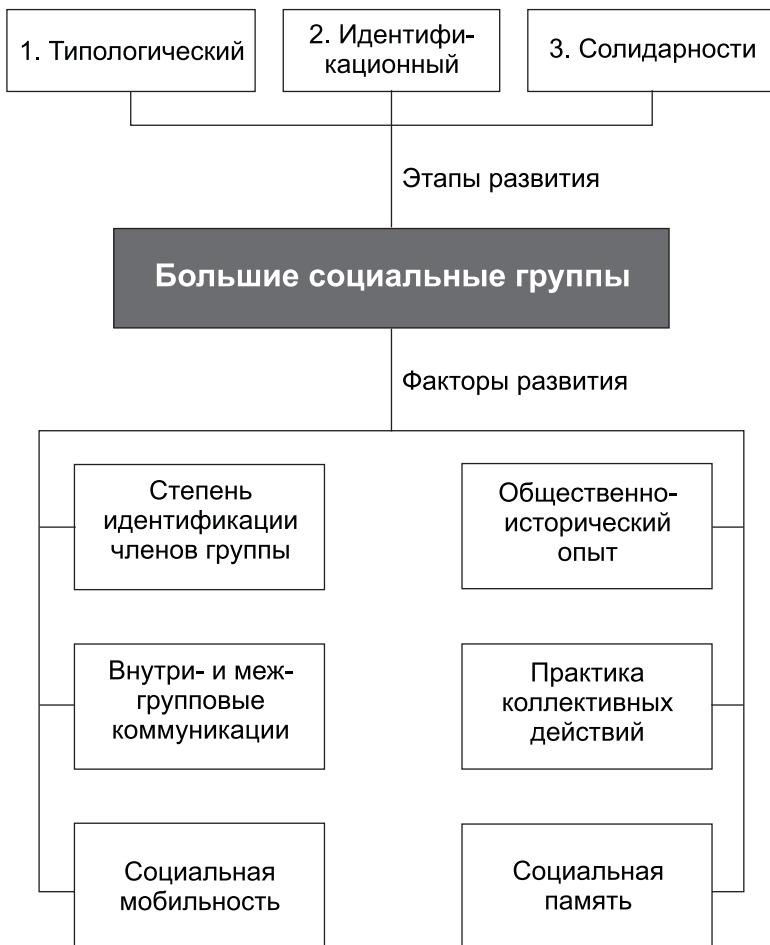 1. Типологический
2. Идентифи-
кационный
3. Солидарности
Этапы развития
Большие социальные группы
Факторы развития
Степень
идентификации
членов группы
Общественно-
исторический
опыт
Внутри- и меж-
групповые
коммуникации
Практика
коллективных
действий
Социальная
мобильность
Социальная
память